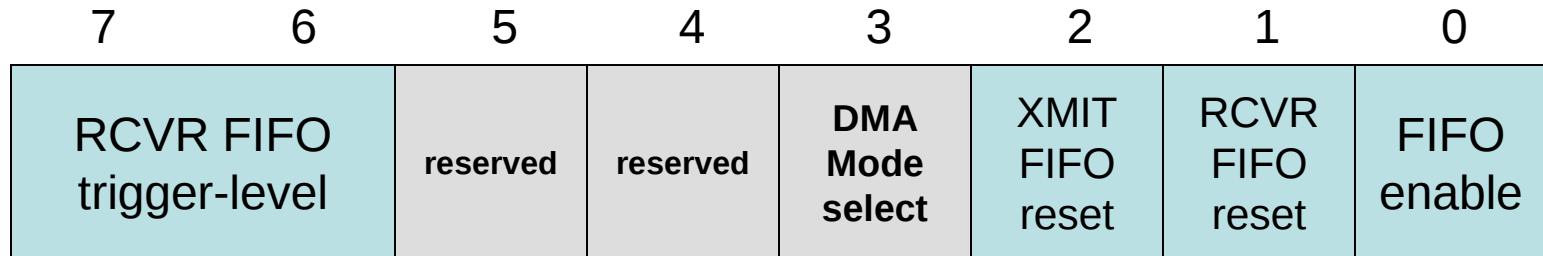 7 6 5 4 3 2 1 0
RCVR FIFO
trigger-level
reserved
reserved
DMA
Mode
select
XMIT
FIFO
reset
RCVR
FIFO
reset
FIFO
enable